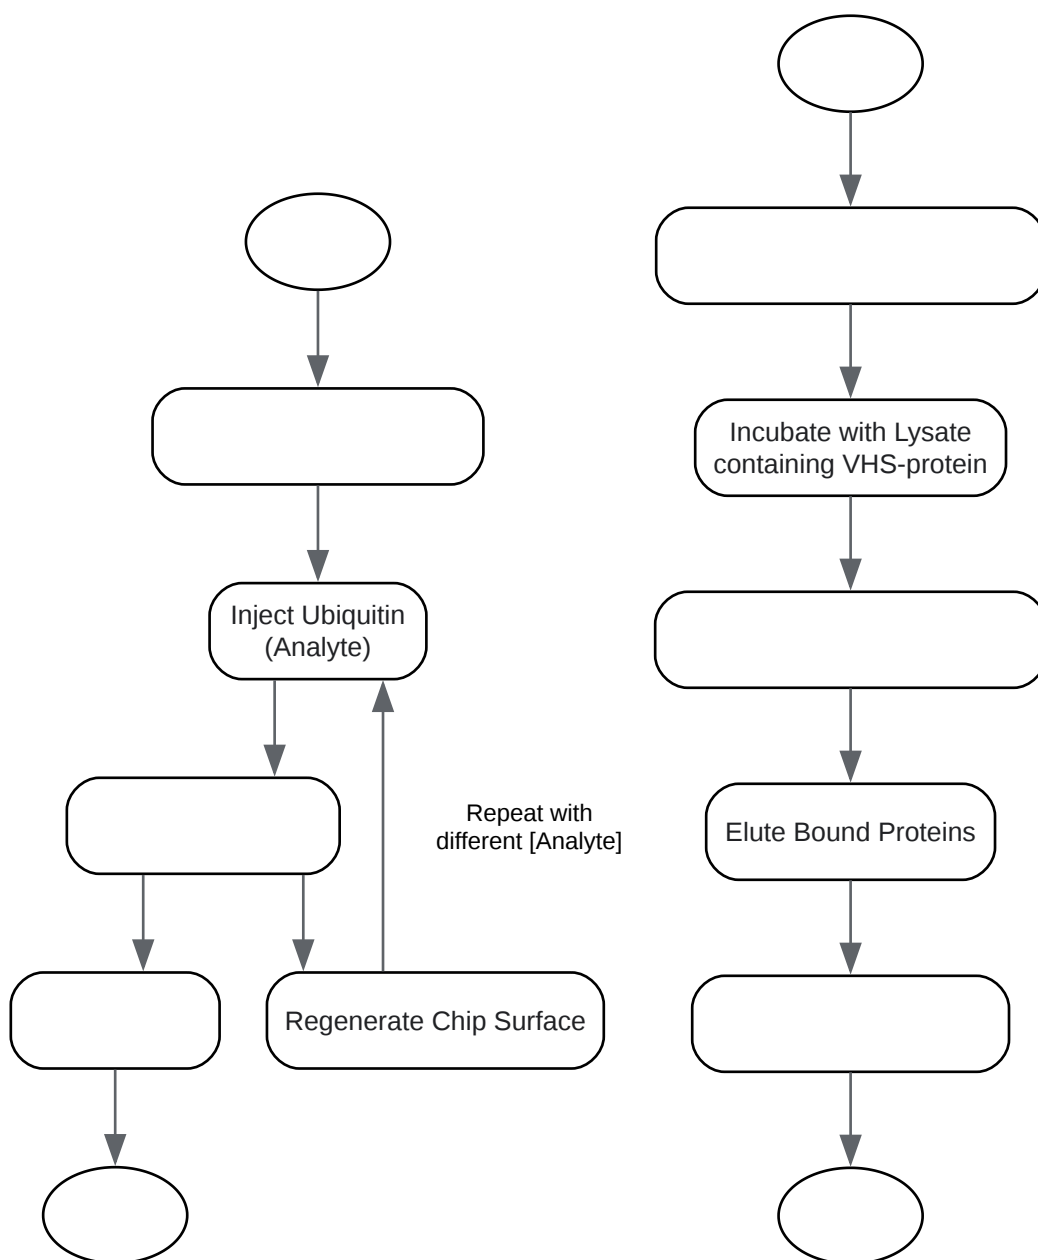 Incubate with Lysate
containing VHS-protein
Inject Ubiquitin
(Analyte)
Repeat with
different [Analyte]
Elute Bound Proteins
Regenerate Chip Surface